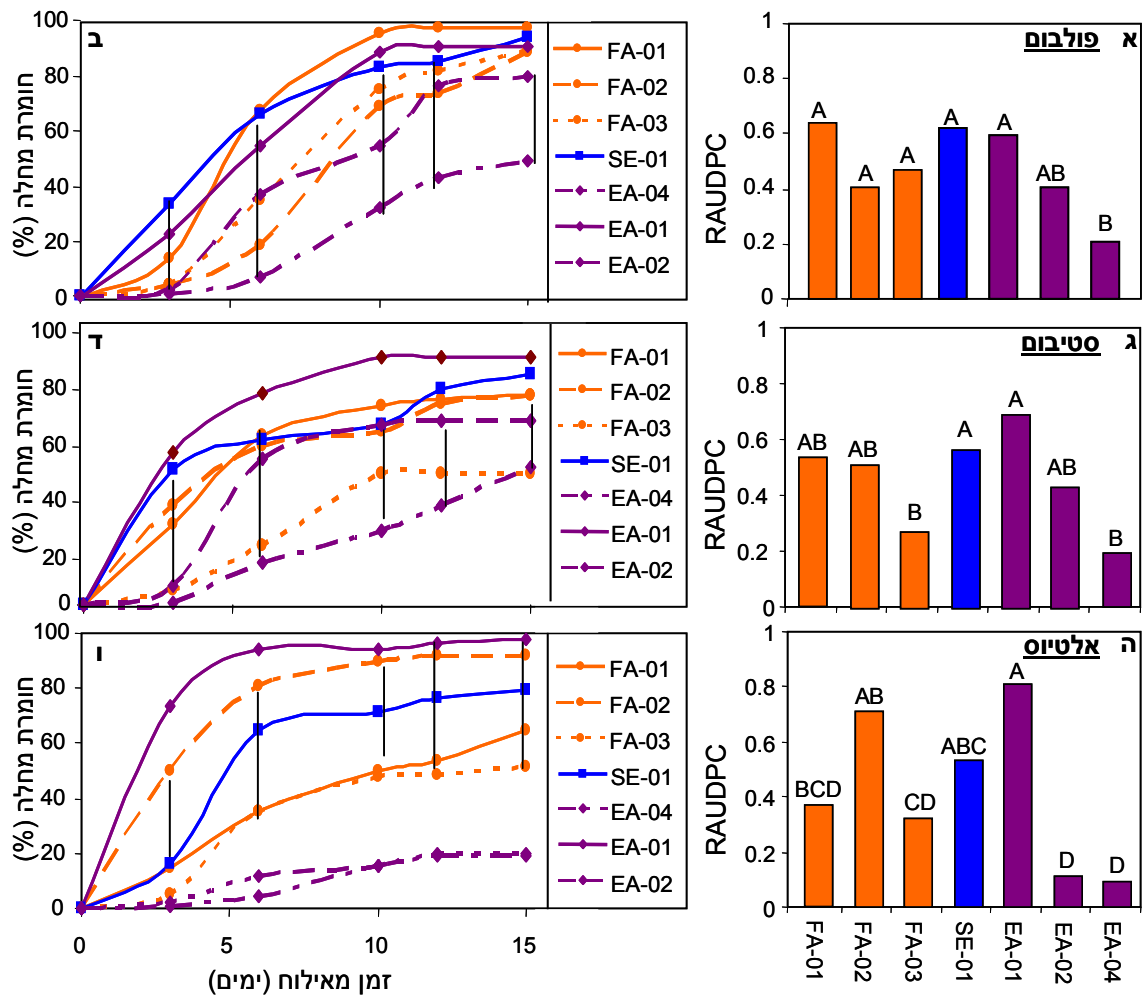 א פולבום
RAUDPC
1
0.8
0.6
0.4
0.2
0
A
A
A
A
A
AB
B
ב
חומרת מחלה (%)
100
80
60
40
20
0
FA-01
FA-02
FA-03
SE-01
EA-04
EA-01
EA-02
ג סטיבום
RAUDPC
1
0.8
0.6
0.4
0.2
0
AB
AB
B
A
A
AB
B
ד
חומרת מחלה (%)
100
80
60
40
20
0
FA-01
FA-02
FA-03
SE-01
EA-04
EA-01
EA-02
ה אלטיוס
RAUDPC
1
0.8
0.6
0.4
0.2
0
BCD
AB
CD
ABC
A
D
D
FA-01
FA-02
FA-03
SE-01
EA-01
EA-02
EA-04
ו
חומרת מחלה (%)
100
80
60
40
20
0
FA-01
FA-02
FA-03
SE-01
EA-04
EA-01
EA-02
0 5 10 15
זמן מאילוח (ימים)